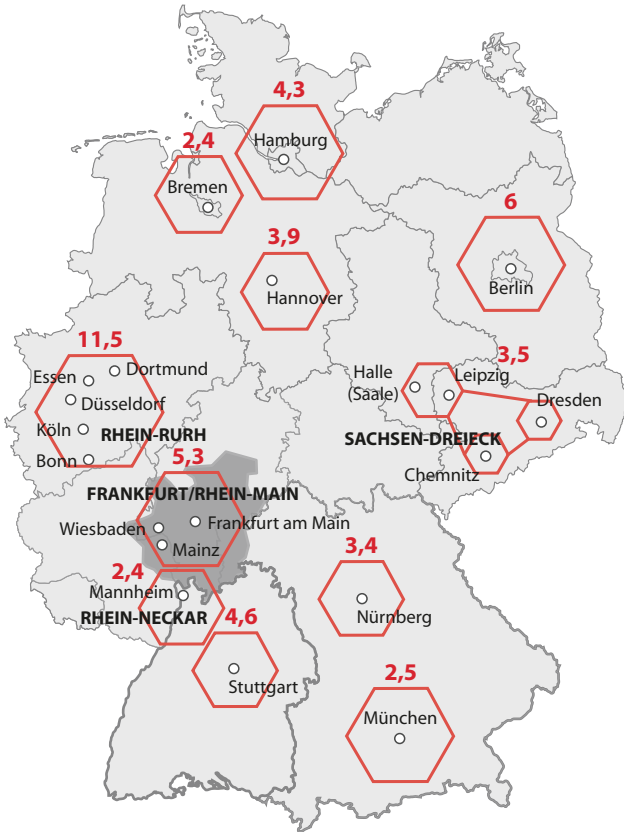 4,3
Hamburg
2,4
Bremen
6
Berlin
3,9
Hannover
11,5
Dortmund
Essen
Düsseldorf
Köln
RHEIN-RURH
Bonn
3,5
Halle
(Saale)
Leipzig
Dresden
SACHSEN-DREIECK
Chemnitz
5,3
FRANKFURT/RHEIN-MAIN
Wiesbaden
Frankfurt am Main
Mainz
2,4
Mannheim
RHEIN-NECKAR
3,4
Nürnberg
4,6
Stuttgart
2,5
München